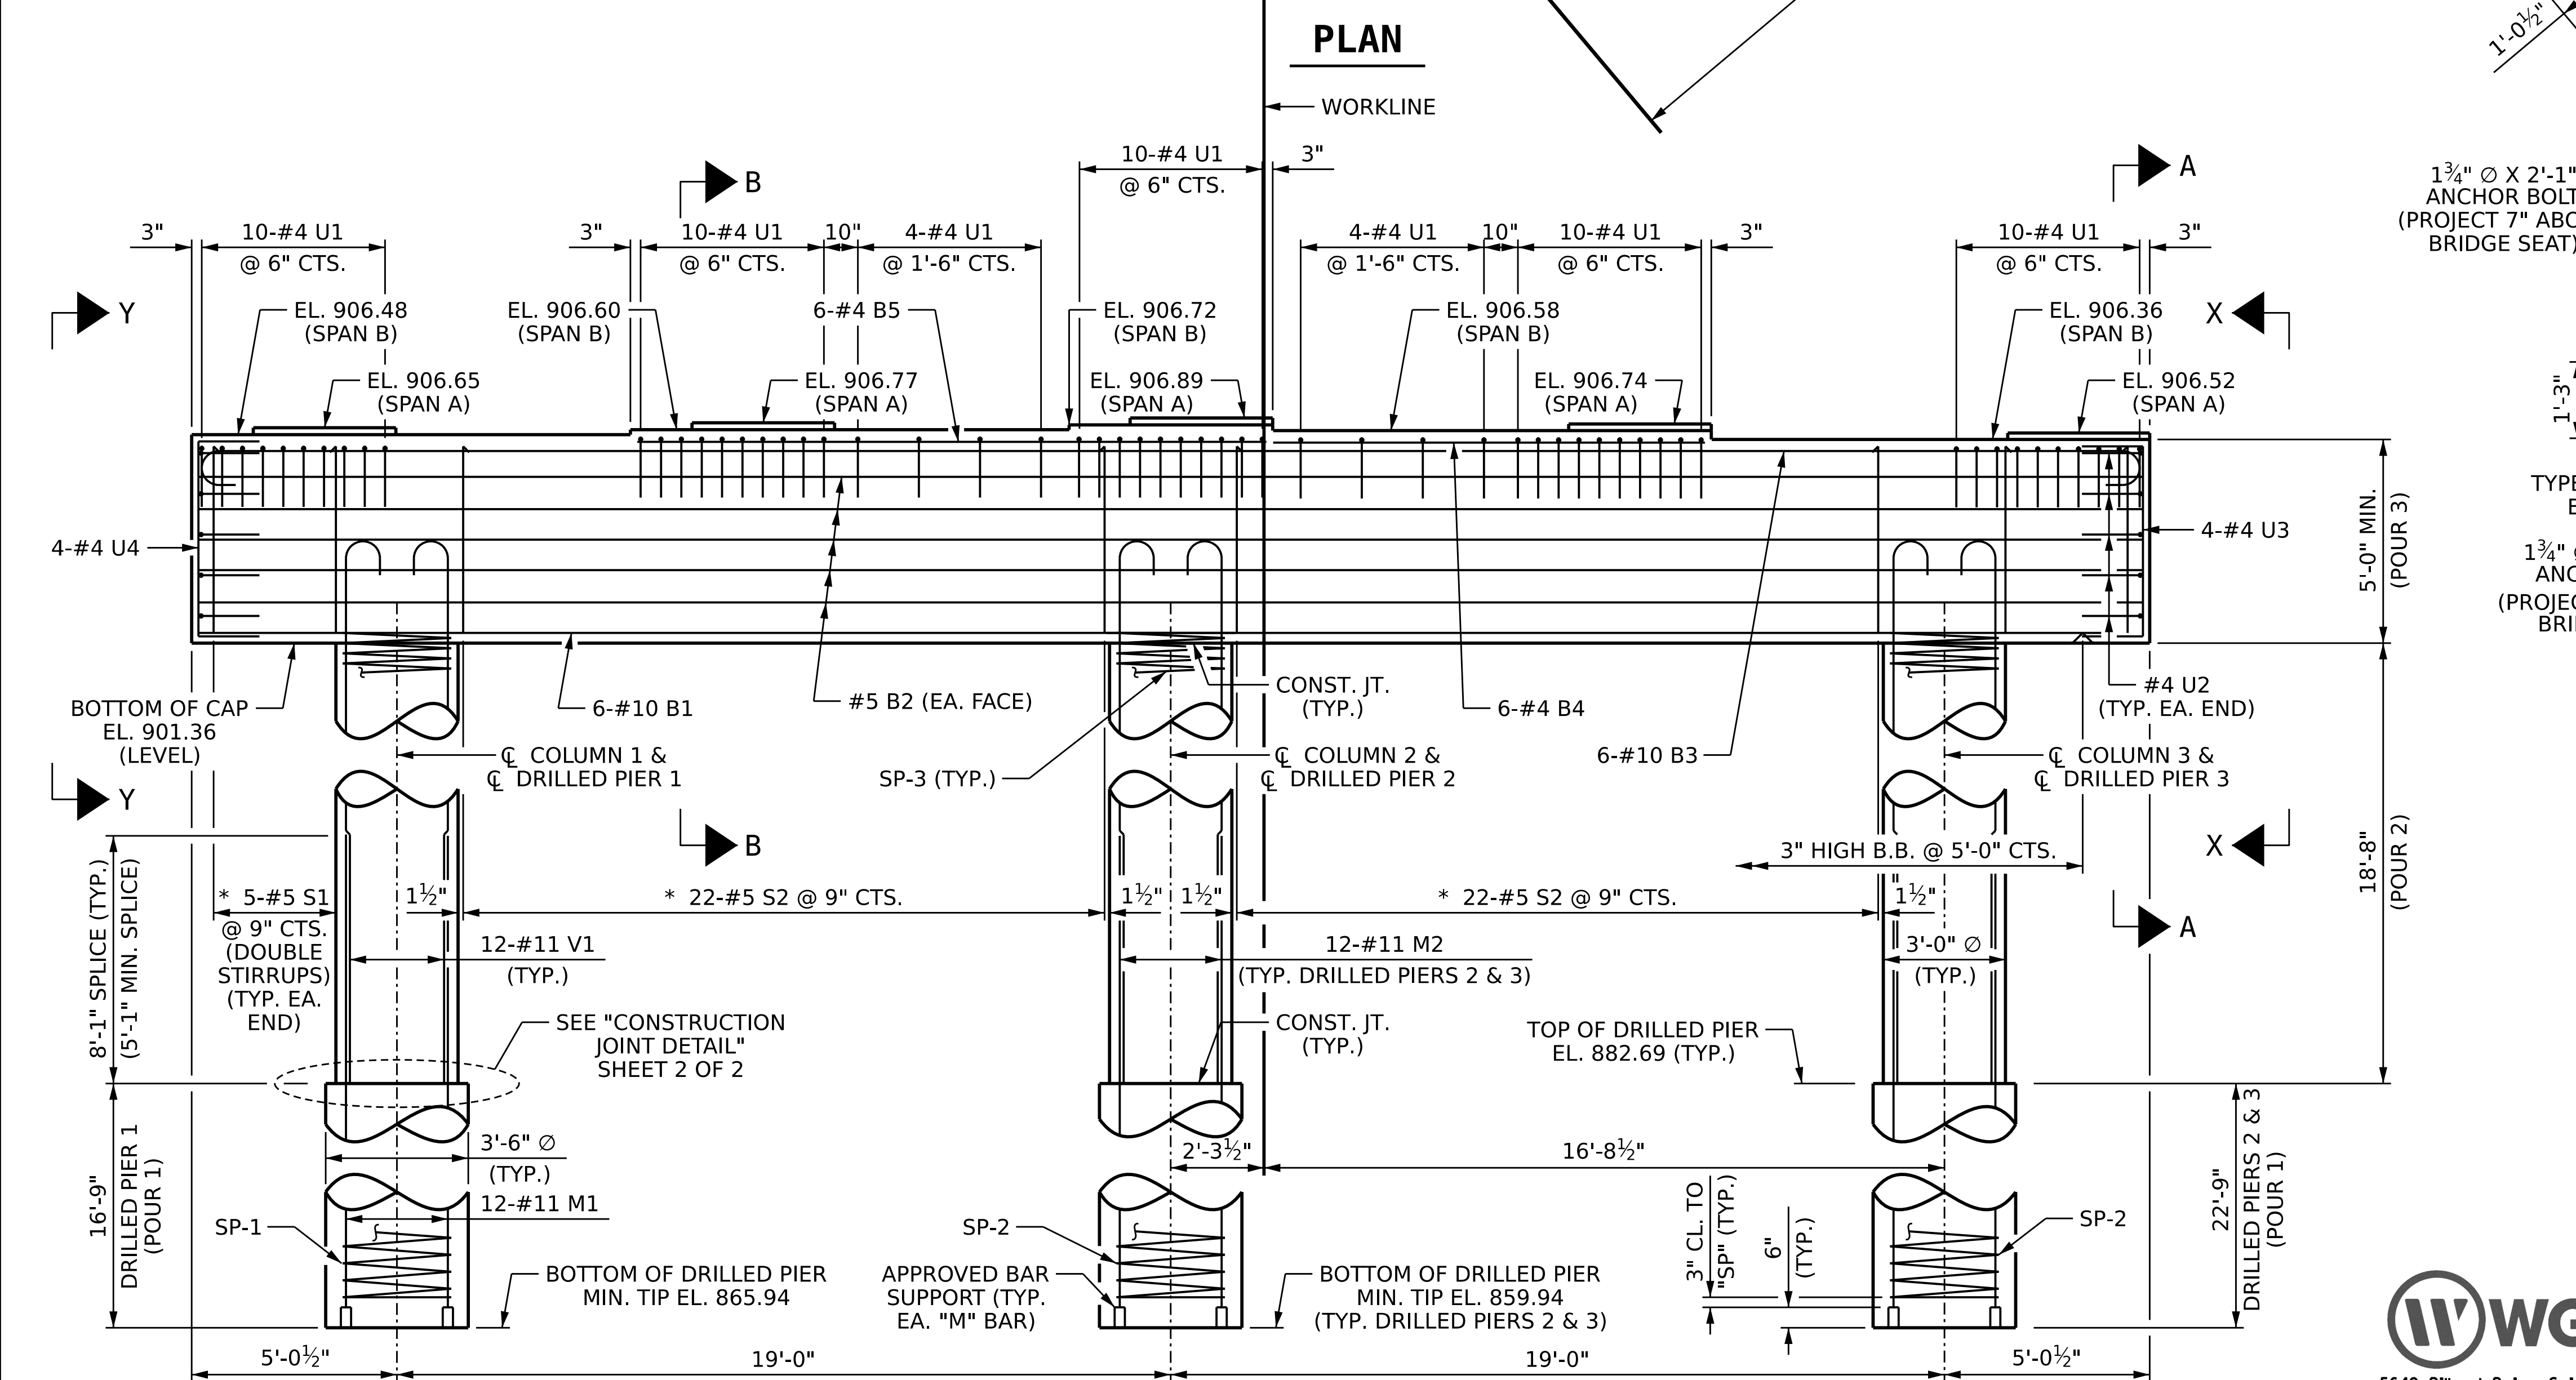 PLAN
1'-0½"
WORKLINE
10-#4 U1
@ 6" CTS.
3"
B
A
1¾" Ø X 2'-1"
ANCHOR BOLT
(PROJECT 7" ABO
BRIDGE SEAT)
3"
10-#4 U1
@ 6" CTS.
3"
10-#4 U1
@ 6" CTS.
10"
4-#4 U1
@ 1'-6" CTS.
4-#4 U1
@ 1'-6" CTS.
10"
10-#4 U1
@ 6" CTS.
3"
10-#4 U1
@ 6" CTS.
3"
Y
EL. 906.48
(SPAN B)
EL. 906.60
(SPAN B)
6-#4 B5
EL. 906.72
(SPAN B)
EL. 906.58
(SPAN B)
EL. 906.36
(SPAN B)
X
EL. 906.65
(SPAN A)
EL. 906.77
(SPAN A)
EL. 906.89
(SPAN A)
EL. 906.74
(SPAN A)
EL. 906.52
(SPAN A)
1'-3"
TYPE
4-#4 U4
4-#4 U3
5'-0" MIN.
(POUR 3)
1¾"
ANC
(PROJEC
BRI
BOTTOM OF CAP
EL. 901.36
(LEVEL)
6-#10 B1
#5 B2 (EA. FACE)
CONST. JT.
(TYP.)
6-#4 B4
#4 U2
(TYP. EA. END)
℄ COLUMN 1 &
℄ DRILLED PIER 1
SP-3 (TYP.)
℄ COLUMN 2 &
℄ DRILLED PIER 2
6-#10 B3
℄ COLUMN 3 &
℄ DRILLED PIER 3
Y
B
X
3" HIGH B.B. @ 5'-0" CTS.
18'-8"
(POUR 2)
8'-1" SPLICE (TYP.)
(5'-1" MIN. SPLICE)
* 5-#5 S1
@ 9" CTS.
(DOUBLE
STIRRUPS)
(TYP. EA.
END)
1½"
* 22-#5 S2 @ 9" CTS.
1½"
1½"
* 22-#5 S2 @ 9" CTS.
1½"
A
12-#11 V1
(TYP.)
12-#11 M2
(TYP. DRILLED PIERS 2 & 3)
3'-0" Ø
(TYP.)
SEE "CONSTRUCTION
JOINT DETAIL"
SHEET 2 OF 2
CONST. JT.
(TYP.)
TOP OF DRILLED PIER
EL. 882.69 (TYP.)
16'-9"
DRILLED PIER 1
(POUR 1)
3'-6" Ø
(TYP.)
2'-3½"
16'-8½"
22'-9"
DRILLED PIERS 2 & 3
(POUR 1)
12-#11 M1
SP-1
SP-2
3" CL. TO
"SP" (TYP.)
6"
(TYP.)
SP-2
BOTTOM OF DRILLED PIER
MIN. TIP EL. 865.94
APPROVED BAR
SUPPORT (TYP.
EA. "M" BAR)
BOTTOM OF DRILLED PIER
MIN. TIP EL. 859.94
(TYP. DRILLED PIERS 2 & 3)
WG
5'-0½"
19'-0"
19'-0"
5'-0½"